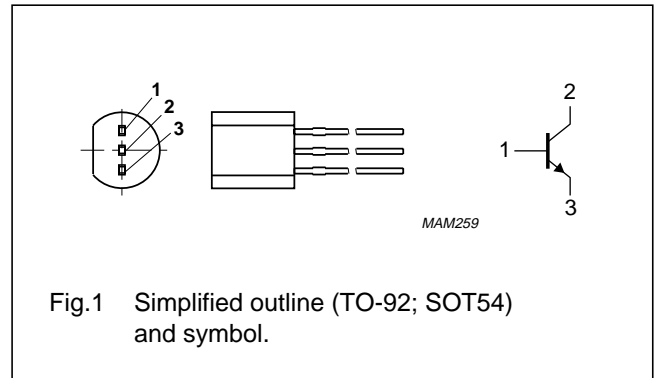 1
2
3
2
1
3
MAM259
Fig.1 Simplified outline (TO-92; SOT54)
and symbol.